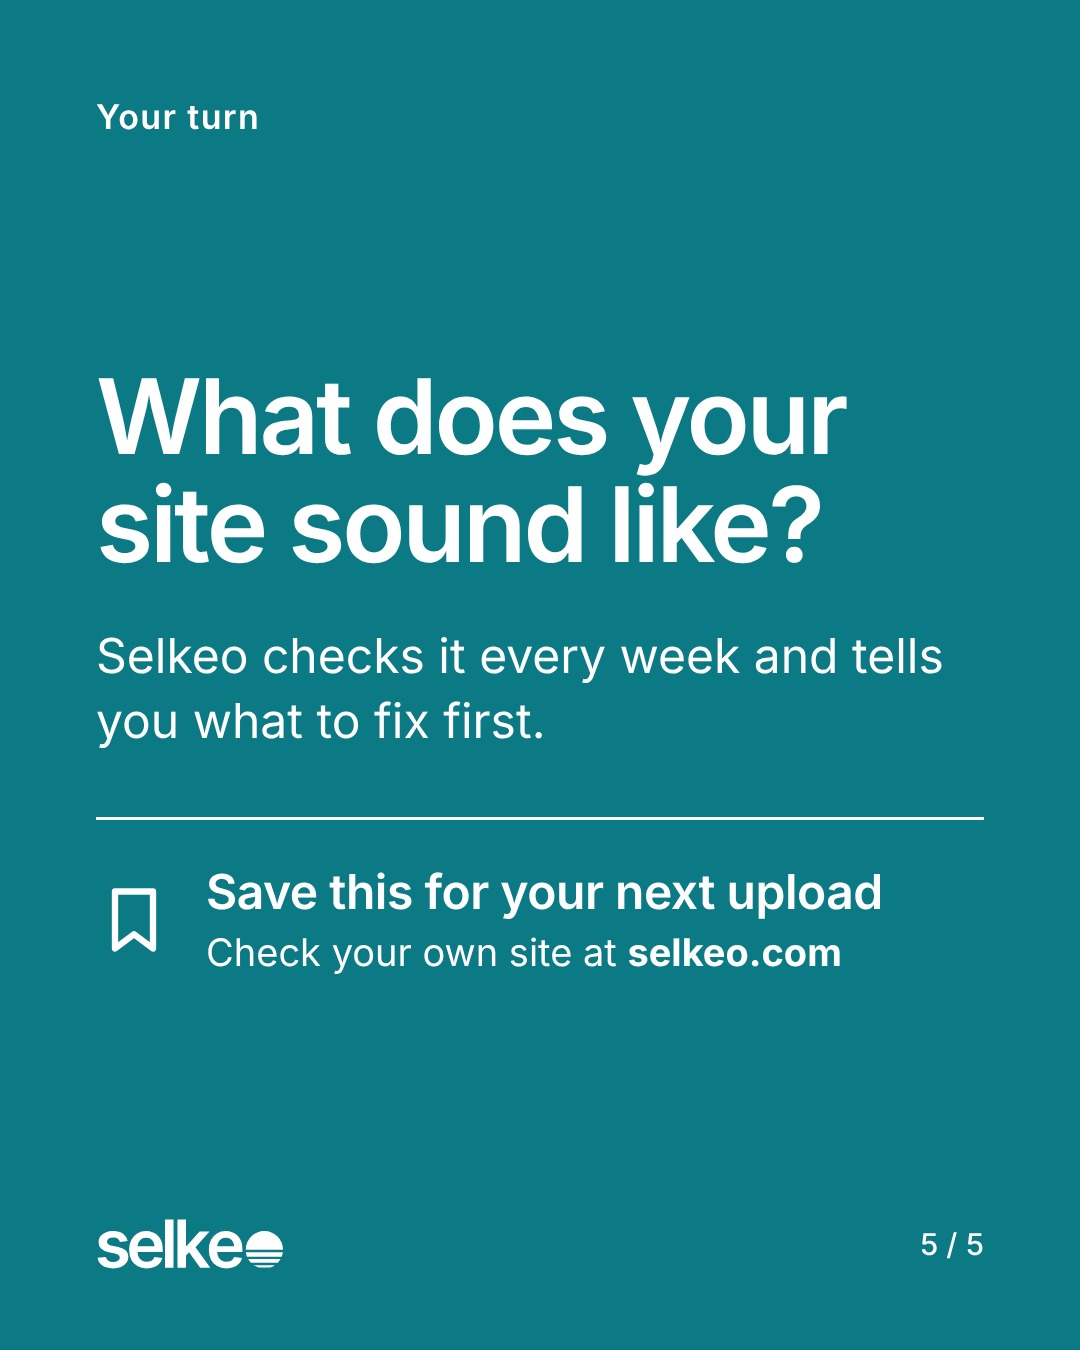 Your turn
What does your
site sound like?
Selkeo checks it every week and tells
you what to fix first.
Save this for your next upload
Check your own site at selkeo.com
selkeo
5 / 5